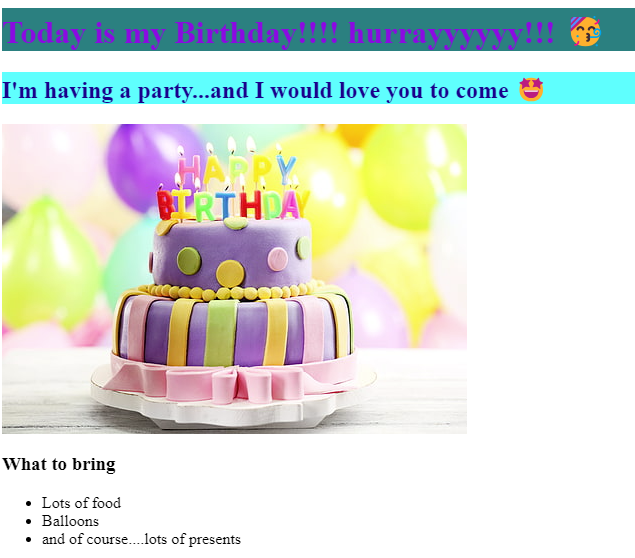 Today is my Birthday!!!! hurrayyyyyy!!! 🥳
I'm having a party...and I would love you to come 🤩
HAPPY
BIRTHDAY
What to bring
• Lots of food
• Balloons
• and of course....lots of presents